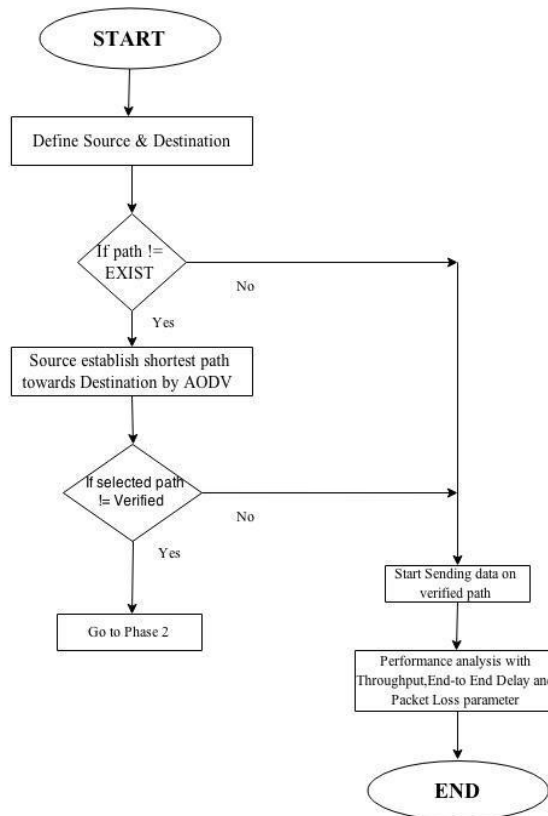 START
Define Source & Destination
If path !=
EXIST
No
Yes
Source establish shortest path
towards Destination by AODV
If selected path
!= Verified
No
Yes
Go to Phase 2
Start Sending data on
verified path
Performance analysis with
Throughput,End-to End Delay and
Packet Loss parameter
END